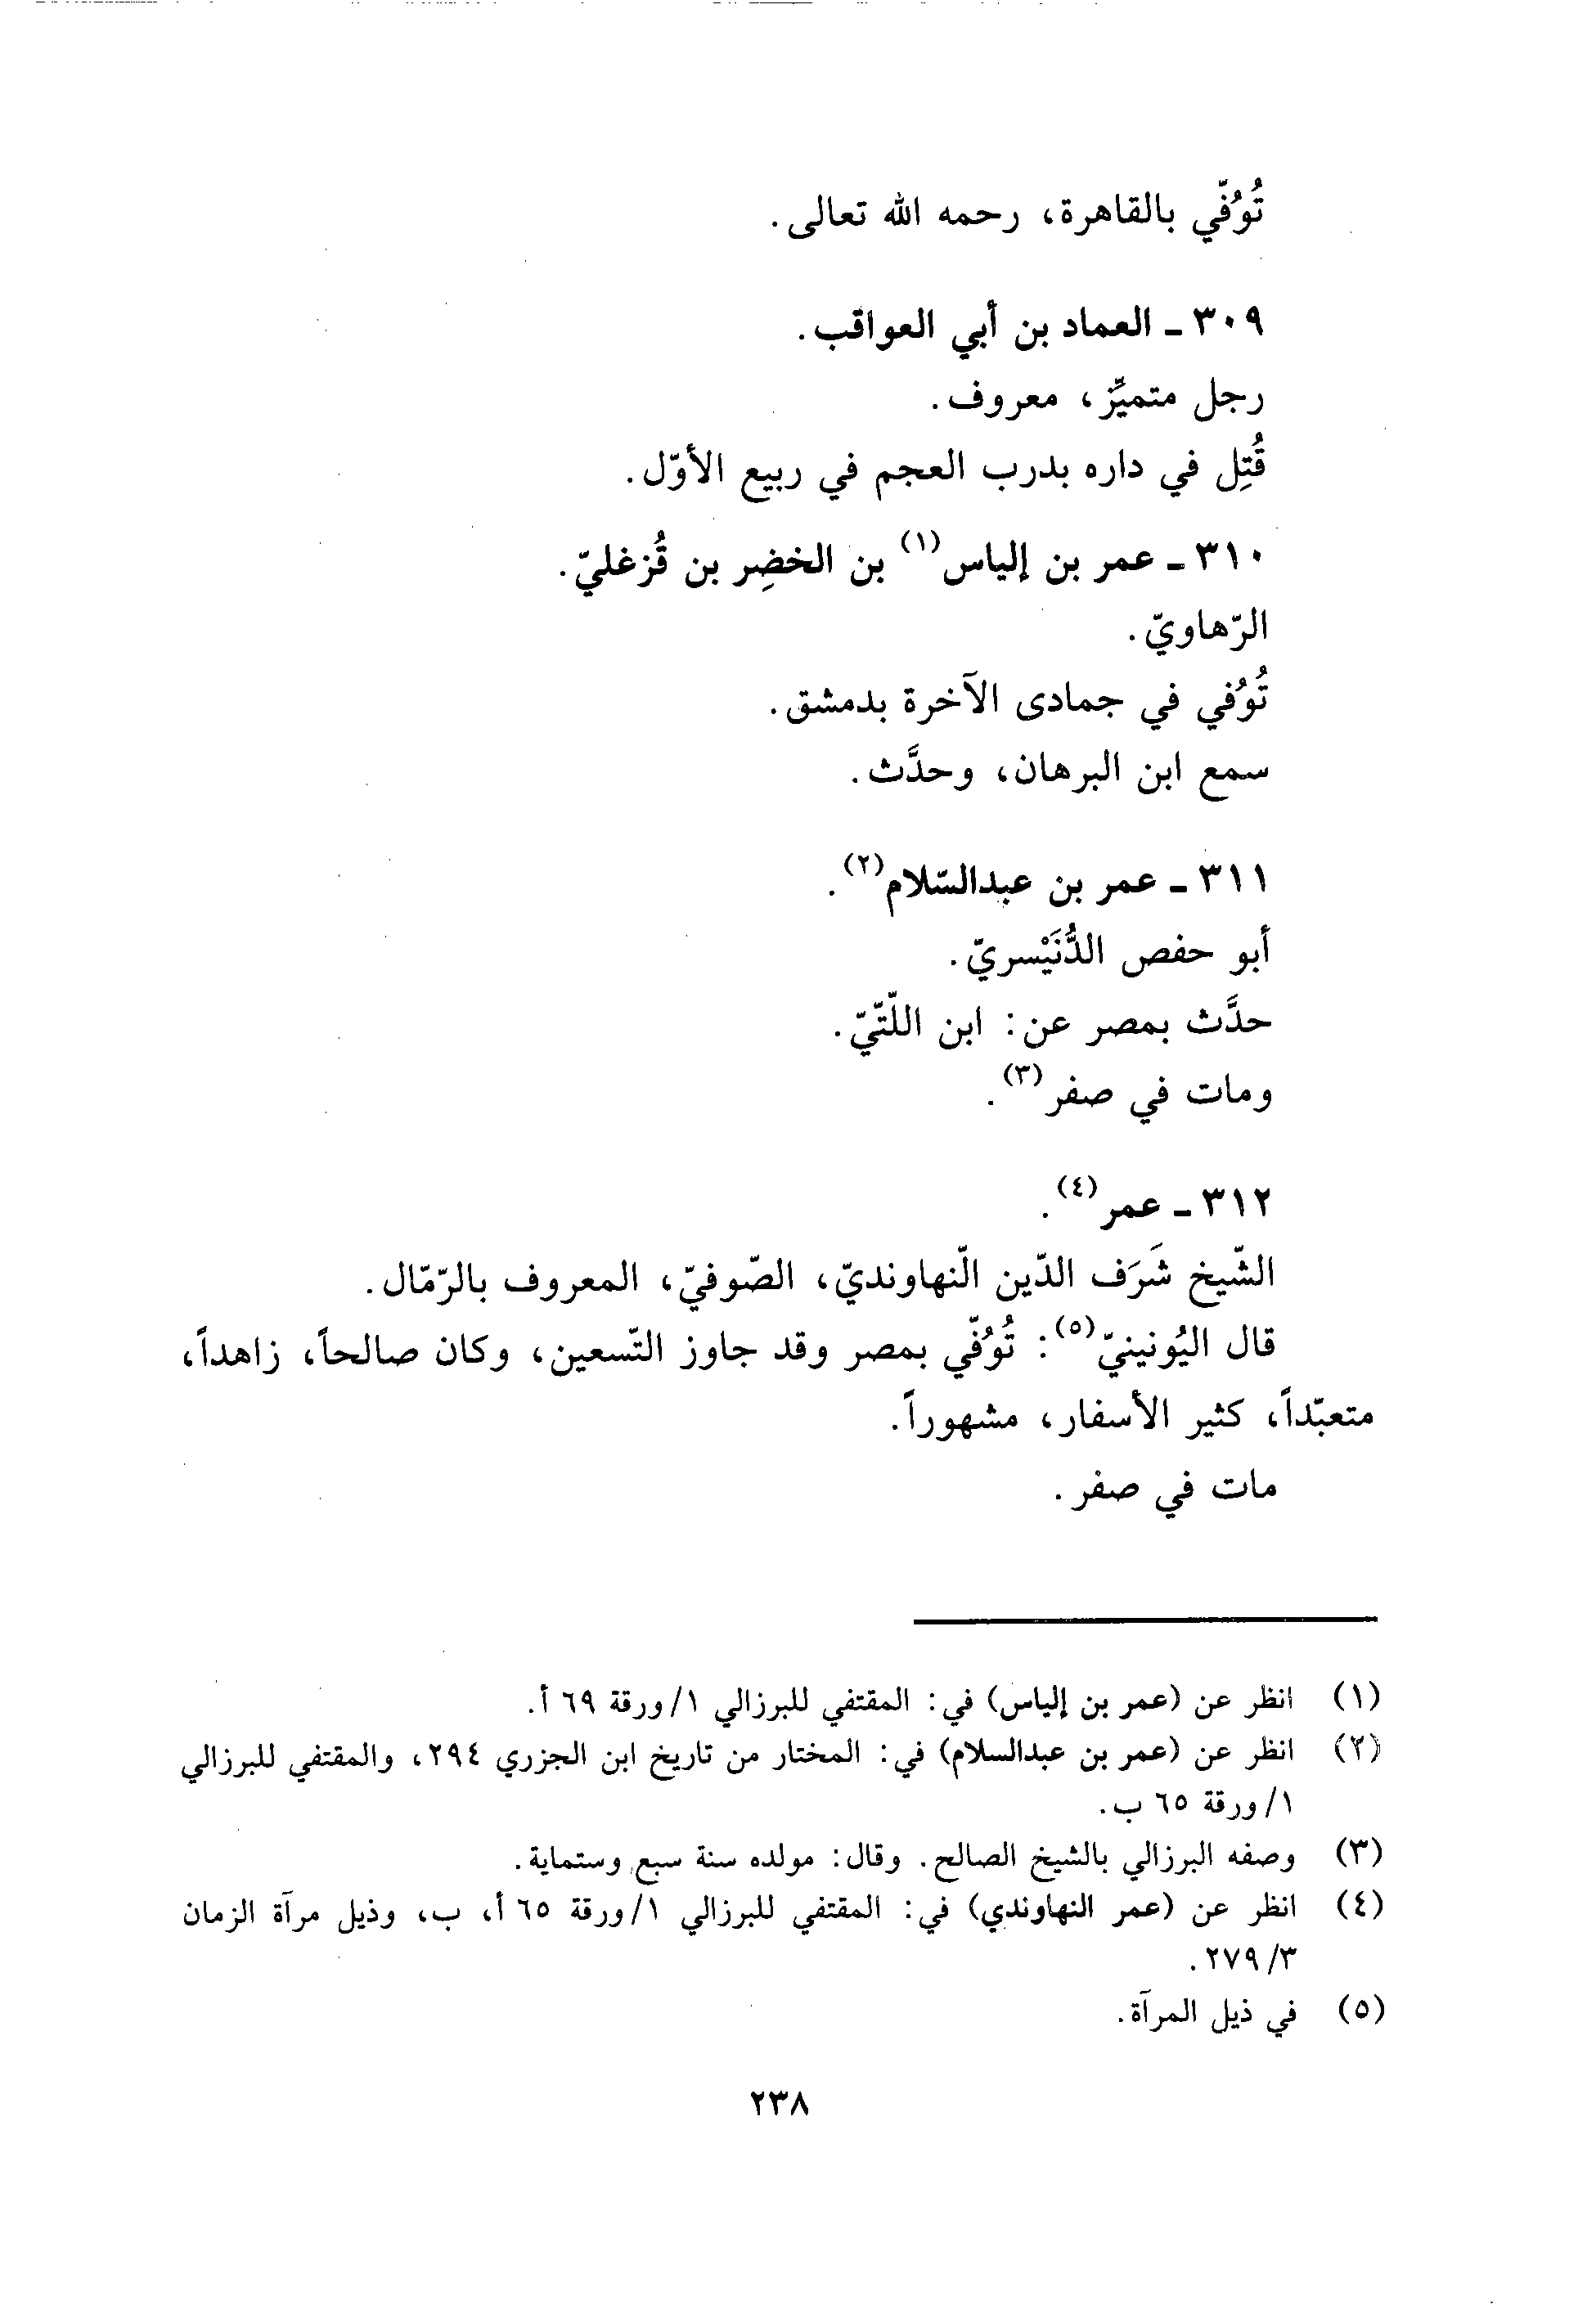 تُوُفّي بالقاهرة، رحمه الله تعالى.
٣٠٩ ـ العماد بن أبي العواقب.
رجل متميِّز، معروف.
قُتِل في داره بدرب العجم في ربيع الأوّل.
٣١٠ ـ عمر بن إلياس(١) بن الخضِر بن قُزغليّ.
الرّهاويّ.
تُوُفي في جمادى الآخرة بدمشق.
سمع ابن البرهان، وحدَّث.
٣١١ ـ عمر بن عبدالسّلام(٢).
أبو حفص الدُّنَيْسريّ.
حدَّث بمصر عن: ابن اللّتّيّ.
ومات في صفر(٣).
٣١٢ ـ عمر(٤).
الشّيخ شَرَف الدّين النّهاونديّ، الصّوفيّ، المعروف بالرّمّال.
قال اليُونينيّ(٥): تُوُفّي بمصر وقد جاوز التّسعين، وكان صالحاً، زاهداً،
متعبّداً، كثير الأسفار، مشهوراً.
مات في صفر.
(١) انظر عن (عمر بن إلياس) في: المقتفي للبرزالي ١/ورقة ٦٩ أ.
(٢) انظر عن (عمر بن عبدالسلام) في: المختار من تاريخ ابن الجزري ٢٩٤، والمقتفي للبرزالي
١/ورقة ٦٥ ب.
(٣) وصفه البرزالي بالشيخ الصالح. وقال: مولده سنة سبع وستماية.
(٤) انظر عن (عمر النهاوندي) في: المقتفي للبرزالي ١/ورقة ٦٥ أ، ب، وذيل مرآة الزمان
٣/٢٧٩.
(٥) في ذيل المرآة.
٢٣٨